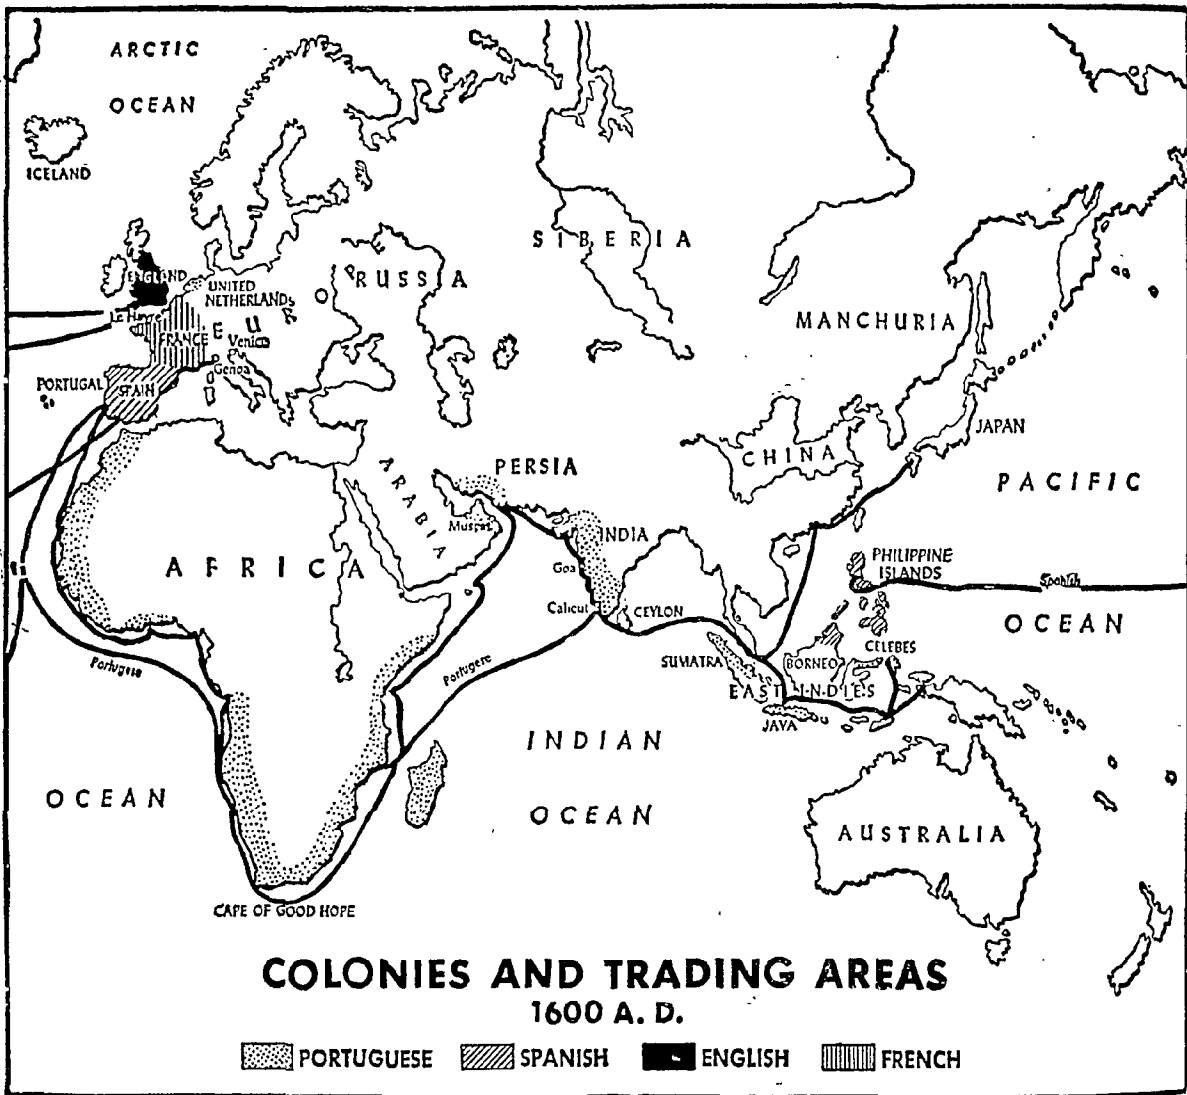 ARCTIC
OCEAN
ICELAND
SIBERIA
ENGLAND
RUSSIA
UNITED
NETHERLANDS
EUROPE
Le Havre
FRANCE
Venice
Genoa
MANCHURIA
PORTUGAL
SPAIN
JAPAN
CHINA
PERSIA
PACIFIC
ARABIA
Muscat
INDIA
AFRICA
Goa
PHILIPPINE
ISLANDS
Spanish
Calicut
CEYLON
OCEAN
CELEBES
Portugese
Portugese
SUMATRA
BORNEO
EAST INDIES
JAVA
INDIAN
OCEAN
OCEAN
AUSTRALIA
CAPE OF GOOD HOPE
COLONIES AND TRADING AREAS
1600 A. D.
PORTUGUESE SPANISH ENGLISH FRENCH